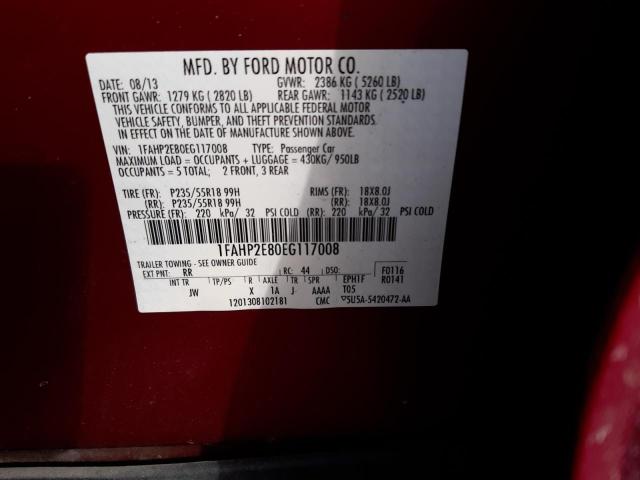 MFD. BY FORD MOTOR CO.
DATE: 08/13 GVWR: 2386 KG (5260 LB)
FRONT GAWR: 1279 KG (2820 LB) REAR GAWR: 1143 KG (2520 LB)
THIS VEHICLE CONFORMS TO ALL APPLICABLE FEDERAL MOTOR
VEHICLE SAFETY, BUMPER, AND THEFT PREVENTION STANDARDS
IN EFFECT ON THE DATE OF MANUFACTURE SHOWN ABOVE.
VIN: 1FAHP2E80EG117008 TYPE: Passenger Car
MAXIMUM LOAD = OCCUPANTS + LUGGAGE = 430KG/950LB
OCCUPANTS = 5 TOTAL; 2 FRONT, 3 REAR
TIRE (FR): P235/55R18 99H RIMS (FR): 18X8.0J
(RR): P235/55R18 99H (RR): 18X8.0J
PRESSURE (FR): 220 kPa/ 32 PSI COLD (RR): 220 kPa/ 32 PSI COLD
1FAHP2E80EG117008
TRAILER TOWING - SEE OWNER GUIDE
EXT PNT: RR RC: 44 DSO: F0116
INT TR TP/PS R AXLE TR SPR EPH1F R0141
JW X 1A J AAAA T05
1201308102181 CMC 5U5A-5420472-AA